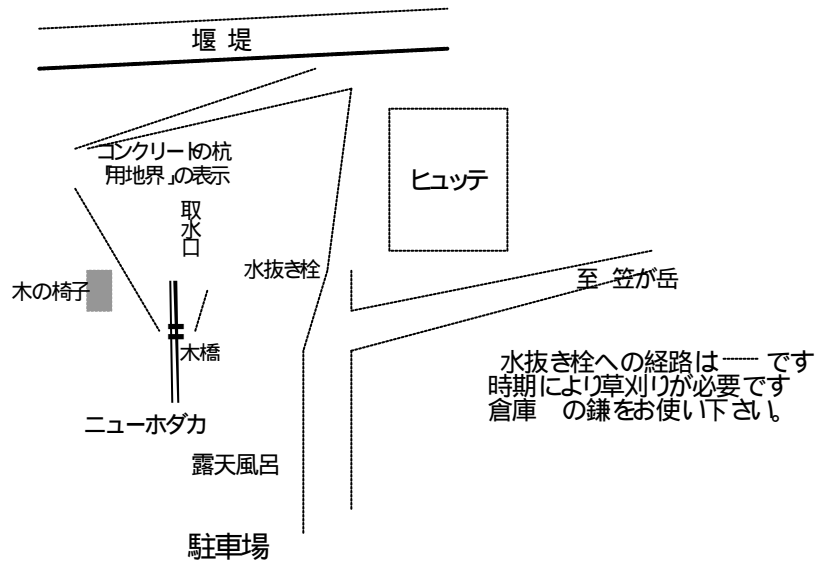 堰 堤
コンクリートの杭
「用地界」の表示
取水口
ヒュッテ
水抜き栓
至 笠が岳
木の椅子
木橋
水抜き栓への経路は……です
時期により草刈りが必要です
倉庫 の鎌をお使い下さい。
ニューホダカ
露天風呂
駐車場